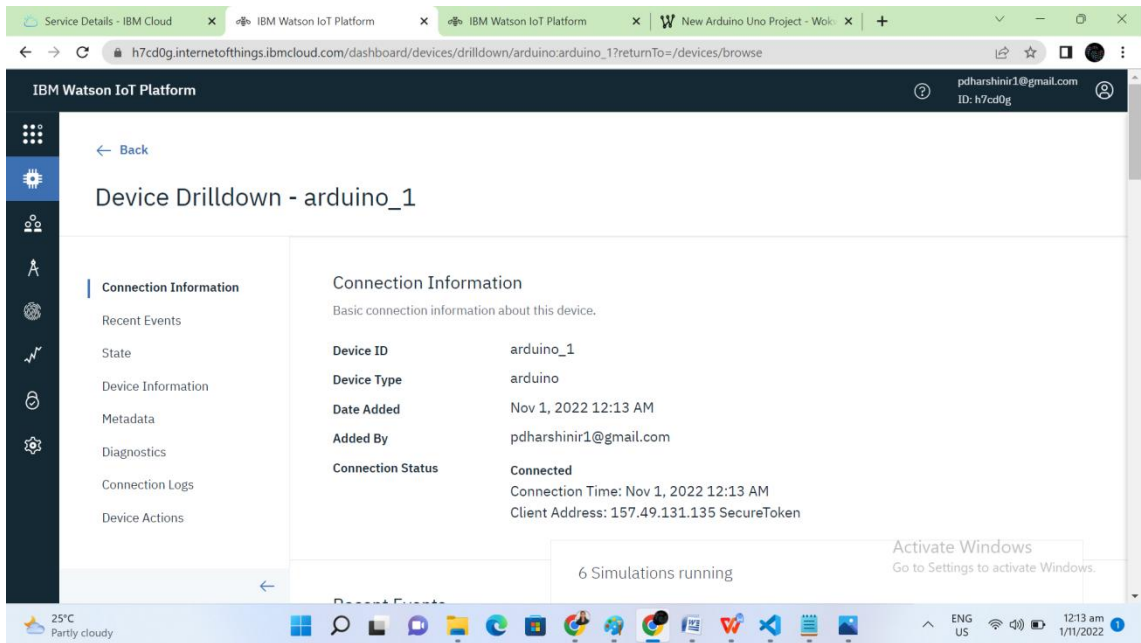 Service Details - IBM Cloud
IBM Watson IoT Platform
IBM Watson IoT Platform
New Arduino Uno Project - Wok
h7cd0g.internetofthings.ibmcloud.com/dashboard/devices/drilldown/arduino:arduino_1?returnTo=/devices/browse
IBM Watson IoT Platform
pdharshinir1@gmail.com
ID: h7cd0g
Back
Device Drilldown - arduino_1
Connection Information
Recent Events
State
Device Information
Metadata
Diagnostics
Connection Logs
Device Actions
Connection Information
Basic connection information about this device.
Device ID arduino_1
Device Type arduino
Date Added Nov 1, 2022 12:13 AM
Added By pdharshinir1@gmail.com
Connection Status Connected
Connection Time: Nov 1, 2022 12:13 AM
Client Address: 157.49.131.135 SecureToken
6 Simulations running
Activate Windows
Go to Settings to activate Windows.
Recent Events
25°C
Partly cloudy
ENG
US
12:13 am
1/11/2022
1